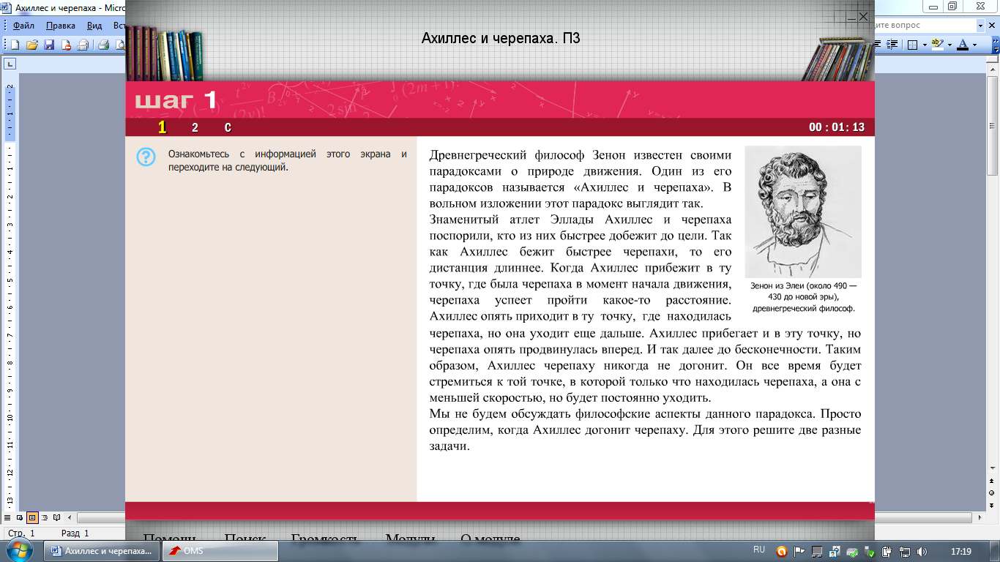 Ахиллес и черепаха - Micro
Файл Правка Вид Вст
дите вопрос
Ахиллес и черепаха. П3
шаг 1
1 2 С
00 : 01 : 13
Ознакомьтесь с информацией этого экрана и
переходите на следующий.
Древнегреческий философ Зенон известен своими
парадоксами о природе движения. Один из его
парадоксов называется «Ахиллес и черепаха». В
вольном изложении этот парадокс выглядит так.
Знаменитый атлет Эллады Ахиллес и черепаха
поспорили, кто из них быстрее добежит до цели. Так
как Ахиллес бежит быстрее черепахи, то его
дистанция длиннее. Когда Ахиллес прибежит в ту
точку, где была черепаха в момент начала движения,
черепаха успеет пройти какое-то расстояние.
Ахиллес опять приходит в ту точку, где находилась
черепаха, но она уходит еще дальше. Ахиллес прибегает и в эту точку, но
черепаха опять продвинулась вперед. И так далее до бесконечности. Таким
образом, Ахиллес черепаху никогда не догонит. Он все время будет
стремиться к той точке, в которой только что находилась черепаха, а она с
меньшей скоростью, но будет постоянно уходить.
Мы не будем обсуждать философские аспекты данного парадокса. Просто
определим, когда Ахиллес догонит черепаху. Для этого решите две разные
задачи.
Зенон из Элеи (около 490 —
430 до новой эры),
древнегреческий философ.
Помощь Поиск Громкость Модули О модуле
Стр. 1 Разд 1
Ахиллес и черепаха...
OMS
RU
17:19